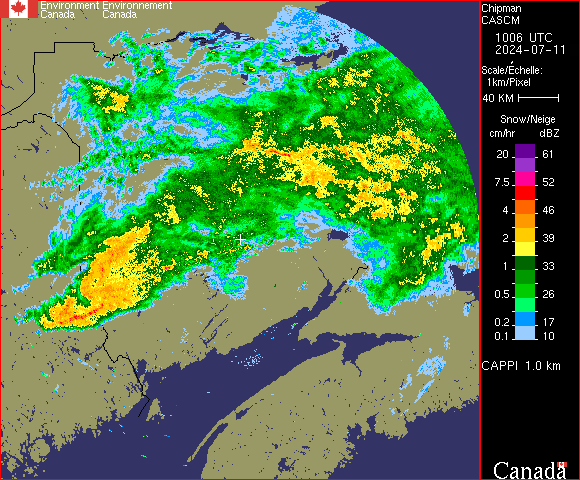 Environment Environnement
Canada Canada
Chipman
CASCM
1006 UTC
2024-07-11
Scale/Echelle:
1km/Pixel
40 KM
Snow/Neige
cm/hr dBZ
20 61
7.5 52
4 46
2 39
1 33
0.5 26
0.2 17
0.1 10
CAPPI 1.0 km
Canada